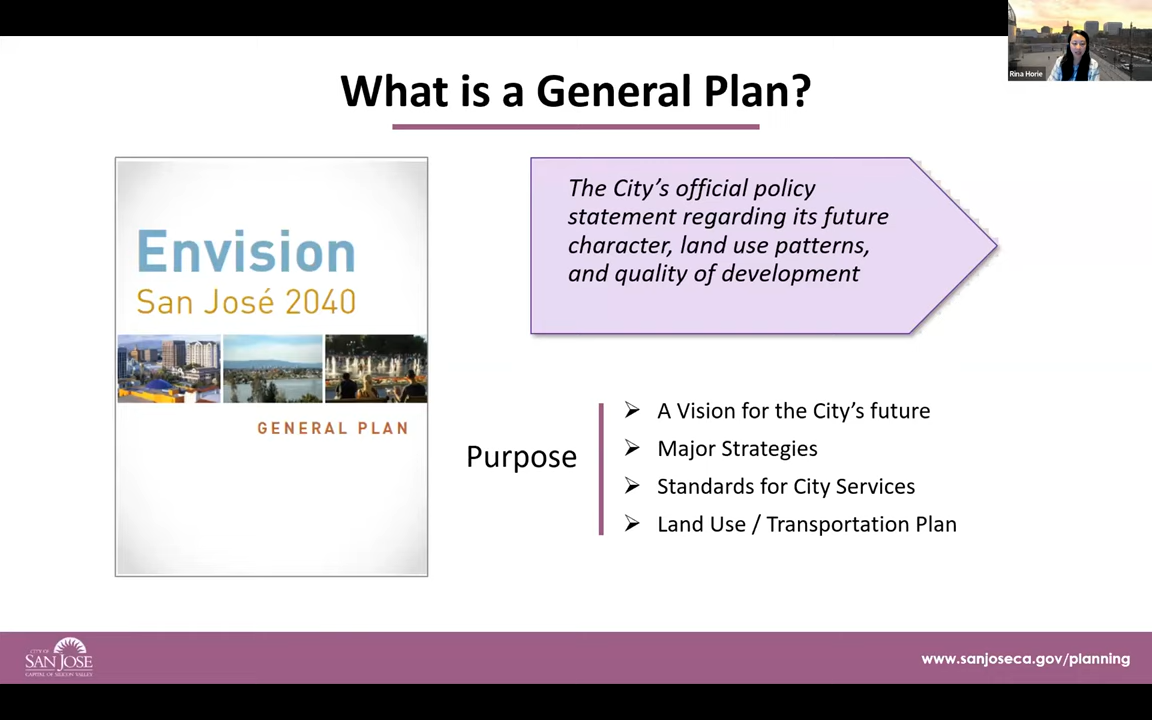 Rina Horie
What is a General Plan?
Envision
San José 2040
GENERAL PLAN
The City’s official policy
statement regarding its future
character, land use patterns,
and quality of development
Purpose
A Vision for the City’s future
Major Strategies
Standards for City Services
Land Use / Transportation Plan
CITY OF
SAN JOSE
CAPITAL OF SILICON VALLEY
www.sanjoseca.gov/planning